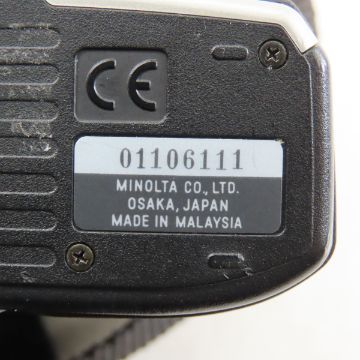 CE
01106111
MINOLTA CO., LTD.
OSAKA, JAPAN
MADE IN MALAYSIA